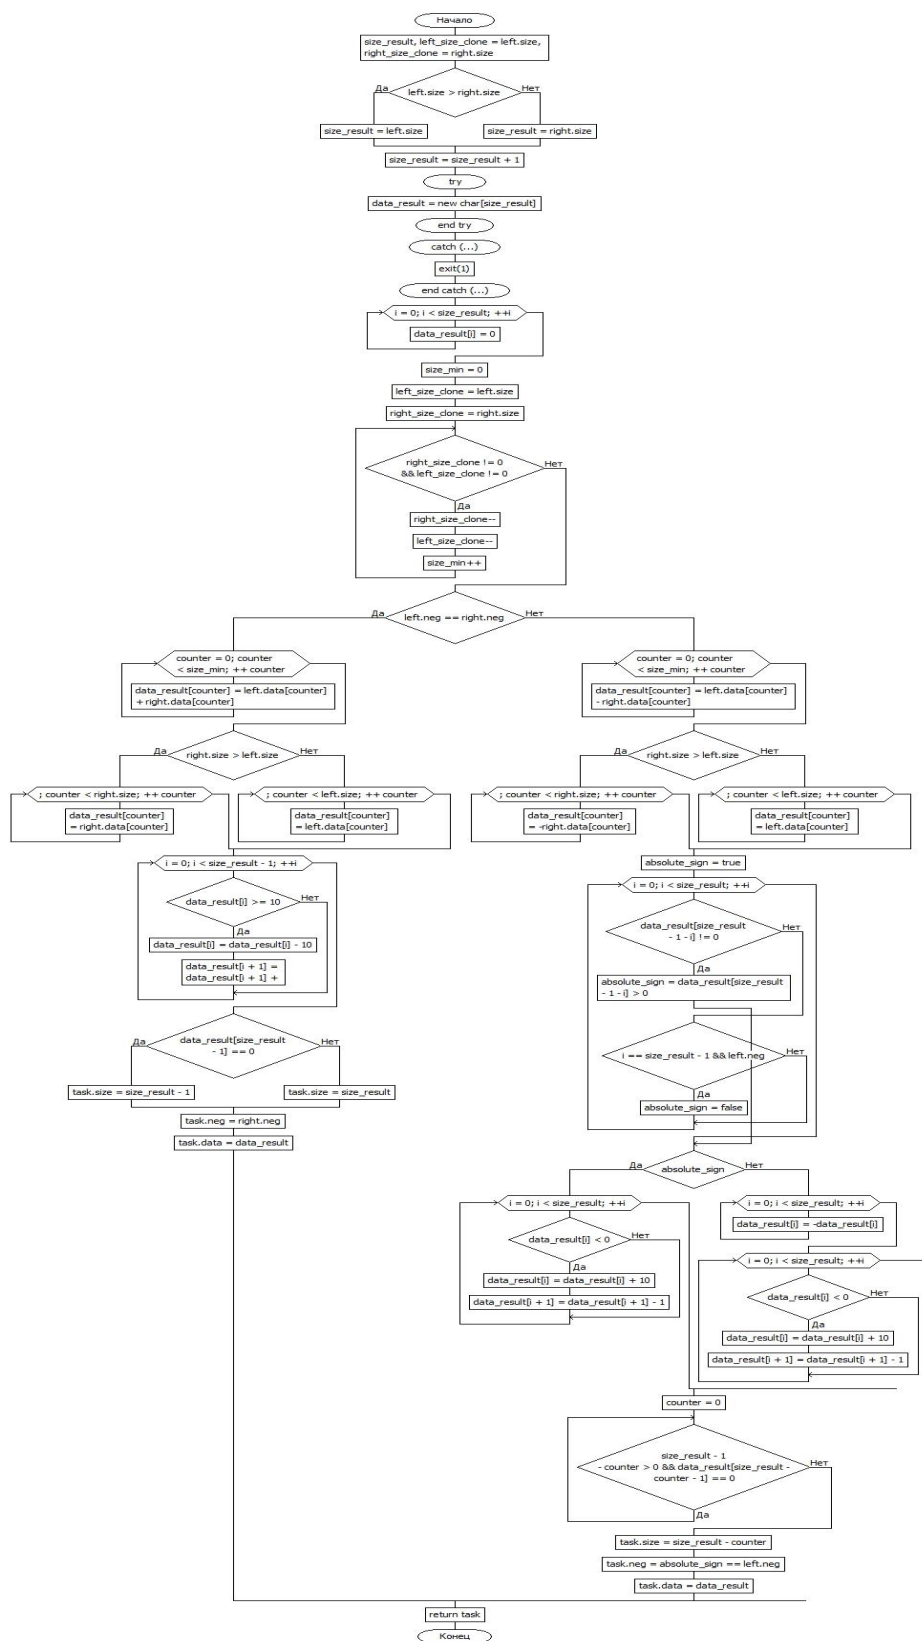 Начало
size_result, left_size_clone = left.size,
right_size_clone = right.size
left.size > right.size
Да
Нет
size_result = left.size
size_result = right.size
size_result = size_result + 1
try
data_result = new char[size_result]
end try
catch (...)
exit(1)
end catch (...)
i = 0; i < size_result; ++i
data_result[i] = 0
size_min = 0
left_size_clone = left.size
right_size_clone = right.size
right_size_clone != 0
&& left_size_clone != 0
Нет
Да
right_size_clone--
left_size_clone--
size_min++
left.neg == right.neg
Да
Нет
counter = 0; counter
< size_min; ++ counter
data_result[counter] = left.data[counter]
+ right.data[counter]
right.size > left.size
Да
Нет
; counter < right.size; ++ counter
; counter < left.size; ++ counter
data_result[counter]
= right.data[counter]
data_result[counter]
= left.data[counter]
i = 0; i < size_result - 1; ++i
data_result[i] >= 10
Нет
Да
data_result[i] = data_result[i] - 10
data_result[i + 1] =
data_result[i + 1] +
data_result[size_result
- 1] == 0
Да
Нет
task.size = size_result - 1
task.size = size_result
task.neg = right.neg
task.data = data_result
counter = 0; counter
< size_min; ++ counter
data_result[counter] = left.data[counter]
- right.data[counter]
right.size > left.size
Да
Нет
; counter < right.size; ++ counter
; counter < left.size; ++ counter
data_result[counter]
= -right.data[counter]
data_result[counter]
= left.data[counter]
absolute_sign = true
i = 0; i < size_result; ++i
data_result[size_result
- 1 - i] != 0
Нет
Да
absolute_sign = data_result[size_result
- 1 - i] > 0
i == size_result - 1 && left.neg
Нет
Да
absolute_sign = false
absolute_sign
Да
Нет
i = 0; i < size_result; ++i
data_result[i] < 0
Нет
Да
data_result[i] = data_result[i] + 10
data_result[i + 1] = data_result[i + 1] - 1
i = 0; i < size_result; ++i
data_result[i] = -data_result[i]
i = 0; i < size_result; ++i
data_result[i] < 0
Нет
Да
data_result[i] = data_result[i] + 10
data_result[i + 1] = data_result[i + 1] - 1
counter = 0
size_result - 1
- counter > 0 && data_result[size_result -
counter - 1] == 0
Нет
Да
task.size = size_result - counter
task.neg = absolute_sign == left.neg
task.data = data_result
return task
Конец